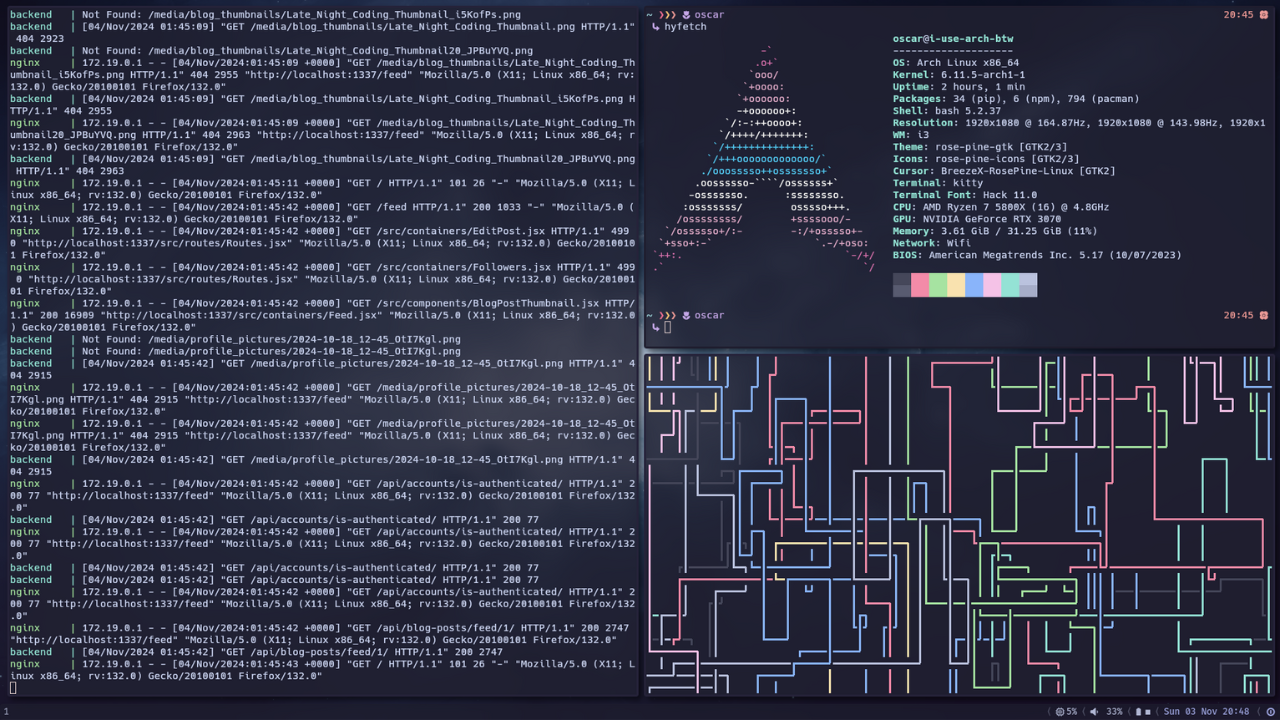 backend   | Not Found: /media/blog_thumbnails/Late_Night_Coding_Thumbnail_i5KofPs.png
backend   | [04/Nov/2024 01:45:09] "GET /media/blog_thumbnails/Late_Night_Coding_Thumbnail.png HTTP/1.1"
 404 2923
backend   | Not Found: /media/blog_thumbnails/Late_Night_Coding_Thumbnail20_JPBuYVQ.png
nginx     | 172.19.0.1 - - [04/Nov/2024:01:45:09 +0000] "GET /media/blog_thumbnails/Late_Night_Coding_Th
umbnail_i5KofPs.png HTTP/1.1" 404 2955 "http://localhost:1337/feed" "Mozilla/5.0 (X11; Linux x86_64; rv:
132.0) Gecko/20100101 Firefox/132.0"
backend   | [04/Nov/2024 01:45:09] "GET /media/blog_thumbnails/Late_Night_Coding_Thumbnail_i5KofPs.png H
TTP/1.1" 404 2955
nginx     | 172.19.0.1 - - [04/Nov/2024:01:45:09 +0000] "GET /media/blog_thumbnails/Late_Night_Coding_Th
umbnail20_JPBuYVQ.png HTTP/1.1" 404 2963 "http://localhost:1337/feed" "Mozilla/5.0 (X11; Linux x86_64; r
v:132.0) Gecko/20100101 Firefox/132.0"
backend   | [04/Nov/2024 01:45:09] "GET /media/blog_thumbnails/Late_Night_Coding_Thumbnail20_JPBuYVQ.png
 HTTP/1.1" 404 2963
nginx     | 172.19.0.1 - - [04/Nov/2024:01:45:11 +0000] "GET / HTTP/1.1" 101 26 "-" "Mozilla/5.0 (X11; L
inux x86_64; rv:132.0) Gecko/20100101 Firefox/132.0"
nginx     | 172.19.0.1 - - [04/Nov/2024:01:45:42 +0000] "GET /feed HTTP/1.1" 200 1033 "-" "Mozilla/5.0 (
X11; Linux x86_64; rv:132.0) Gecko/20100101 Firefox/132.0"
nginx     | 172.19.0.1 - - [04/Nov/2024:01:45:42 +0000] "GET /src/containers/EditPost.jsx HTTP/1.1" 499
0 "http://localhost:1337/src/routes/Routes.jsx" "Mozilla/5.0 (X11; Linux x86_64; rv:132.0) Gecko/2010010
1 Firefox/132.0"
nginx     | 172.19.0.1 - - [04/Nov/2024:01:45:42 +0000] "GET /src/containers/Followers.jsx HTTP/1.1" 499
 0 "http://localhost:1337/src/routes/Routes.jsx" "Mozilla/5.0 (X11; Linux x86_64; rv:132.0) Gecko/201001
01 Firefox/132.0"
nginx     | 172.19.0.1 - - [04/Nov/2024:01:45:42 +0000] "GET /src/components/BlogPostThumbnail.jsx HTTP/
1.1" 200 16909 "http://localhost:1337/src/containers/Feed.jsx" "Mozilla/5.0 (X11; Linux x86_64; rv:132.0
) Gecko/20100101 Firefox/132.0"
backend   | Not Found: /media/profile_pictures/2024-10-18_12-45_OtI7Kgl.png
backend   | Not Found: /media/profile_pictures/2024-10-18_12-45_OtI7Kgl.png
backend   | [04/Nov/2024 01:45:42] "GET /media/profile_pictures/2024-10-18_12-45_OtI7Kgl.png HTTP/1.1" 4
04 2915
nginx     | 172.19.0.1 - - [04/Nov/2024:01:45:42 +0000] "GET /media/profile_pictures/2024-10-18_12-45_Ot
I7Kgl.png HTTP/1.1" 404 2915 "http://localhost:1337/feed" "Mozilla/5.0 (X11; Linux x86_64; rv:132.0) Gec
ko/20100101 Firefox/132.0"
nginx     | 172.19.0.1 - - [04/Nov/2024:01:45:42 +0000] "GET /media/profile_pictures/2024-10-18_12-45_Ot
I7Kgl.png HTTP/1.1" 404 2915 "http://localhost:1337/feed" "Mozilla/5.0 (X11; Linux x86_64; rv:132.0) Gec
ko/20100101 Firefox/132.0"
backend   | [04/Nov/2024 01:45:42] "GET /media/profile_pictures/2024-10-18_12-45_OtI7Kgl.png HTTP/1.1" 4
04 2915
nginx     | 172.19.0.1 - - [04/Nov/2024:01:45:42 +0000] "GET /api/accounts/is-authenticated/ HTTP/1.1" 2
00 77 "http://localhost:1337/feed" "Mozilla/5.0 (X11; Linux x86_64; rv:132.0) Gecko/20100101 Firefox/132
.0"
backend   | [04/Nov/2024 01:45:42] "GET /api/accounts/is-authenticated/ HTTP/1.1" 200 77
nginx     | 172.19.0.1 - - [04/Nov/2024:01:45:42 +0000] "GET /api/accounts/is-authenticated/ HTTP/1.1" 2
00 77 "http://localhost:1337/feed" "Mozilla/5.0 (X11; Linux x86_64; rv:132.0) Gecko/20100101 Firefox/132
.0"
backend   | [04/Nov/2024 01:45:42] "GET /api/accounts/is-authenticated/ HTTP/1.1" 200 77
backend   | [04/Nov/2024 01:45:42] "GET /api/accounts/is-authenticated/ HTTP/1.1" 200 77
nginx     | 172.19.0.1 - - [04/Nov/2024:01:45:42 +0000] "GET /api/accounts/is-authenticated/ HTTP/1.1" 2
00 77 "http://localhost:1337/feed" "Mozilla/5.0 (X11; Linux x86_64; rv:132.0) Gecko/20100101 Firefox/132
.0"
nginx     | 172.19.0.1 - - [04/Nov/2024:01:45:42 +0000] "GET /api/blog-posts/feed/1/ HTTP/1.1" 200 2747
"http://localhost:1337/feed" "Mozilla/5.0 (X11; Linux x86_64; rv:132.0) Gecko/20100101 Firefox/132.0"
backend   | [04/Nov/2024 01:45:42] "GET /api/blog-posts/feed/1/ HTTP/1.1" 200 2747
nginx     | 172.19.0.1 - - [04/Nov/2024:01:45:43 +0000] "GET / HTTP/1.1" 101 26 "-" "Mozilla/5.0 (X11; L
inux x86_64; rv:132.0) Gecko/20100101 Firefox/132.0"
~ ❯❯❯ oscar 20:45
hyfetch
oscar@i-use-arch-btw
--------------------
OS: Arch Linux x86_64
Kernel: 6.11.5-arch1-1
Uptime: 2 hours, 1 min
Packages: 34 (pip), 6 (npm), 794 (pacman)
Shell: bash 5.2.37
Resolution: 1920x1080 @ 164.87Hz, 1920x1080 @ 143.98Hz, 1920x1
WM: i3
Theme: rose-pine-gtk [GTK2/3]
Icons: rose-pine-icons [GTK2/3]
Cursor: BreezeX-RosePine-Linux [GTK2]
Terminal: kitty
Terminal Font: Hack 11.0
CPU: AMD Ryzen 7 5800X (16) @ 4.8GHz
GPU: NVIDIA GeForce RTX 3070
Memory: 3.61 GiB / 31.25 GiB (11%)
Network: Wifi
BIOS: American Megatrends Inc. 5.17 (10/07/2023)
~ ❯❯❯ oscar 20:45
1
5% 33% Sun 03 Nov 20:48